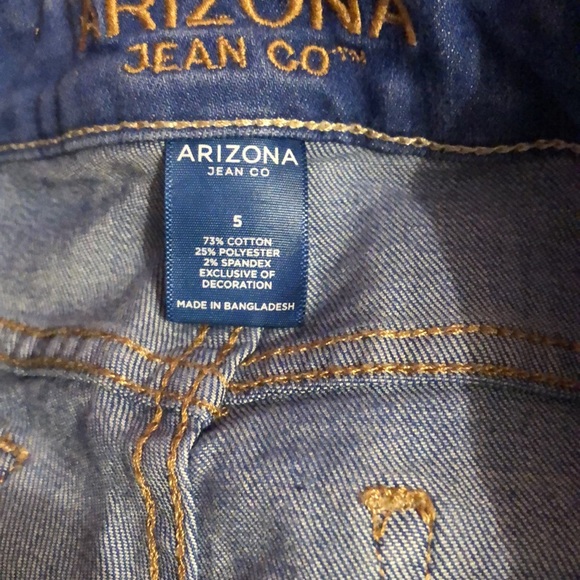 ARIZONA
JEAN CO™
ARIZONA
JEAN CO
5
73% COTTON
25% POLYESTER
2% SPANDEX
EXCLUSIVE OF
DECORATION
MADE IN BANGLADESH